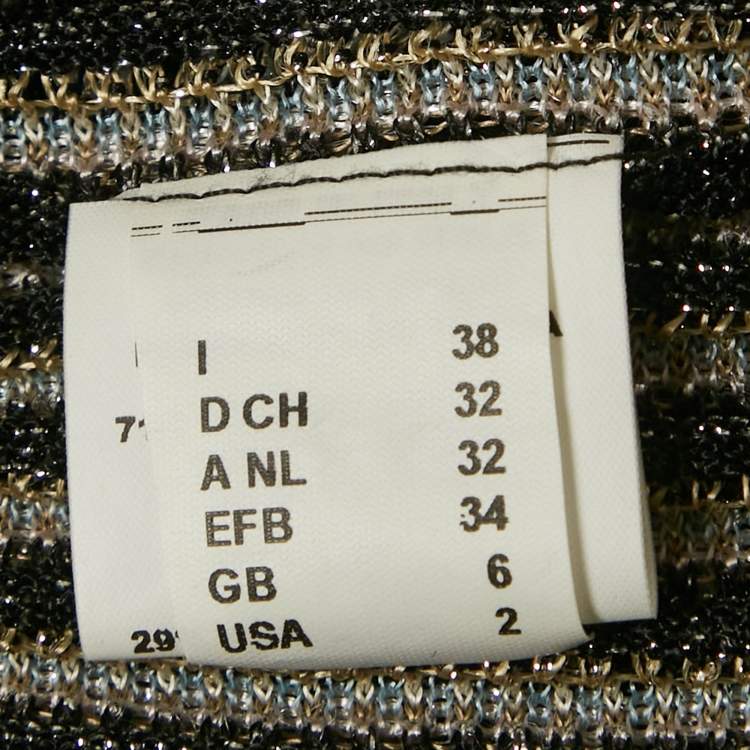 I 38
D CH 32
A NL 32
EFB 34
GB 6
USA 2